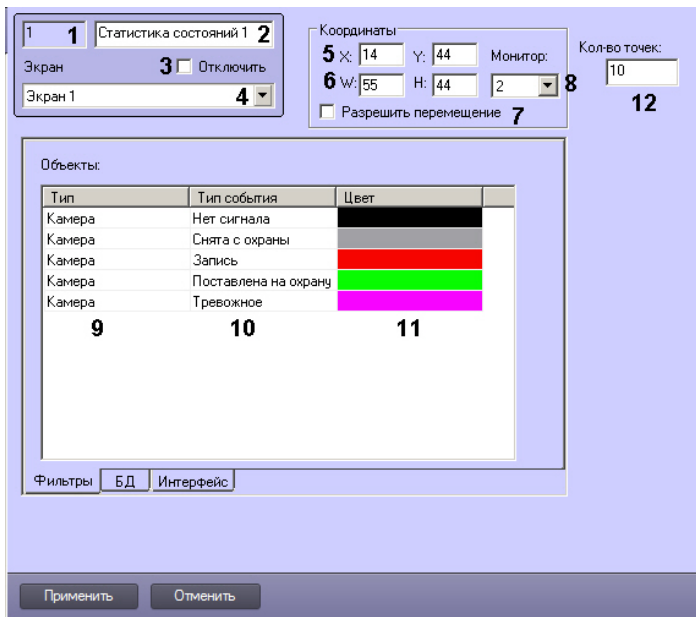 1 1 Статистика состояний 1 2
Экран 3 Отключить
Экран 1 4
Координаты
5 X: 14 Y: 44 Монитор:
6 W: 55 H: 44 2 8
Разрешить перемещение 7
Кол-во точек:
10
12
Объекты:
Тип Тип события Цвет
Камера Нет сигнала
Камера Снята с охраны
Камера Запись
Камера Поставлена на охрану
Камера Тревожное
9 10 11
Фильтры БД Интерфейс
Применить Отменить